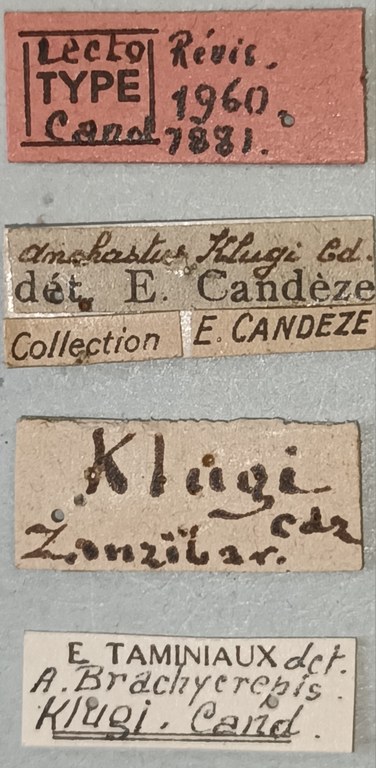 Lecto Révis.
TYPE 1960.
Cand 1881.
Anchastus Klugi Cd.
dét. E. Candèze
Collection E. CANDEZE
Klugi
cdz
Zanzibar.
E. TAMINIAUX det.
A. Brachycrepis.
Klugi. Cand.